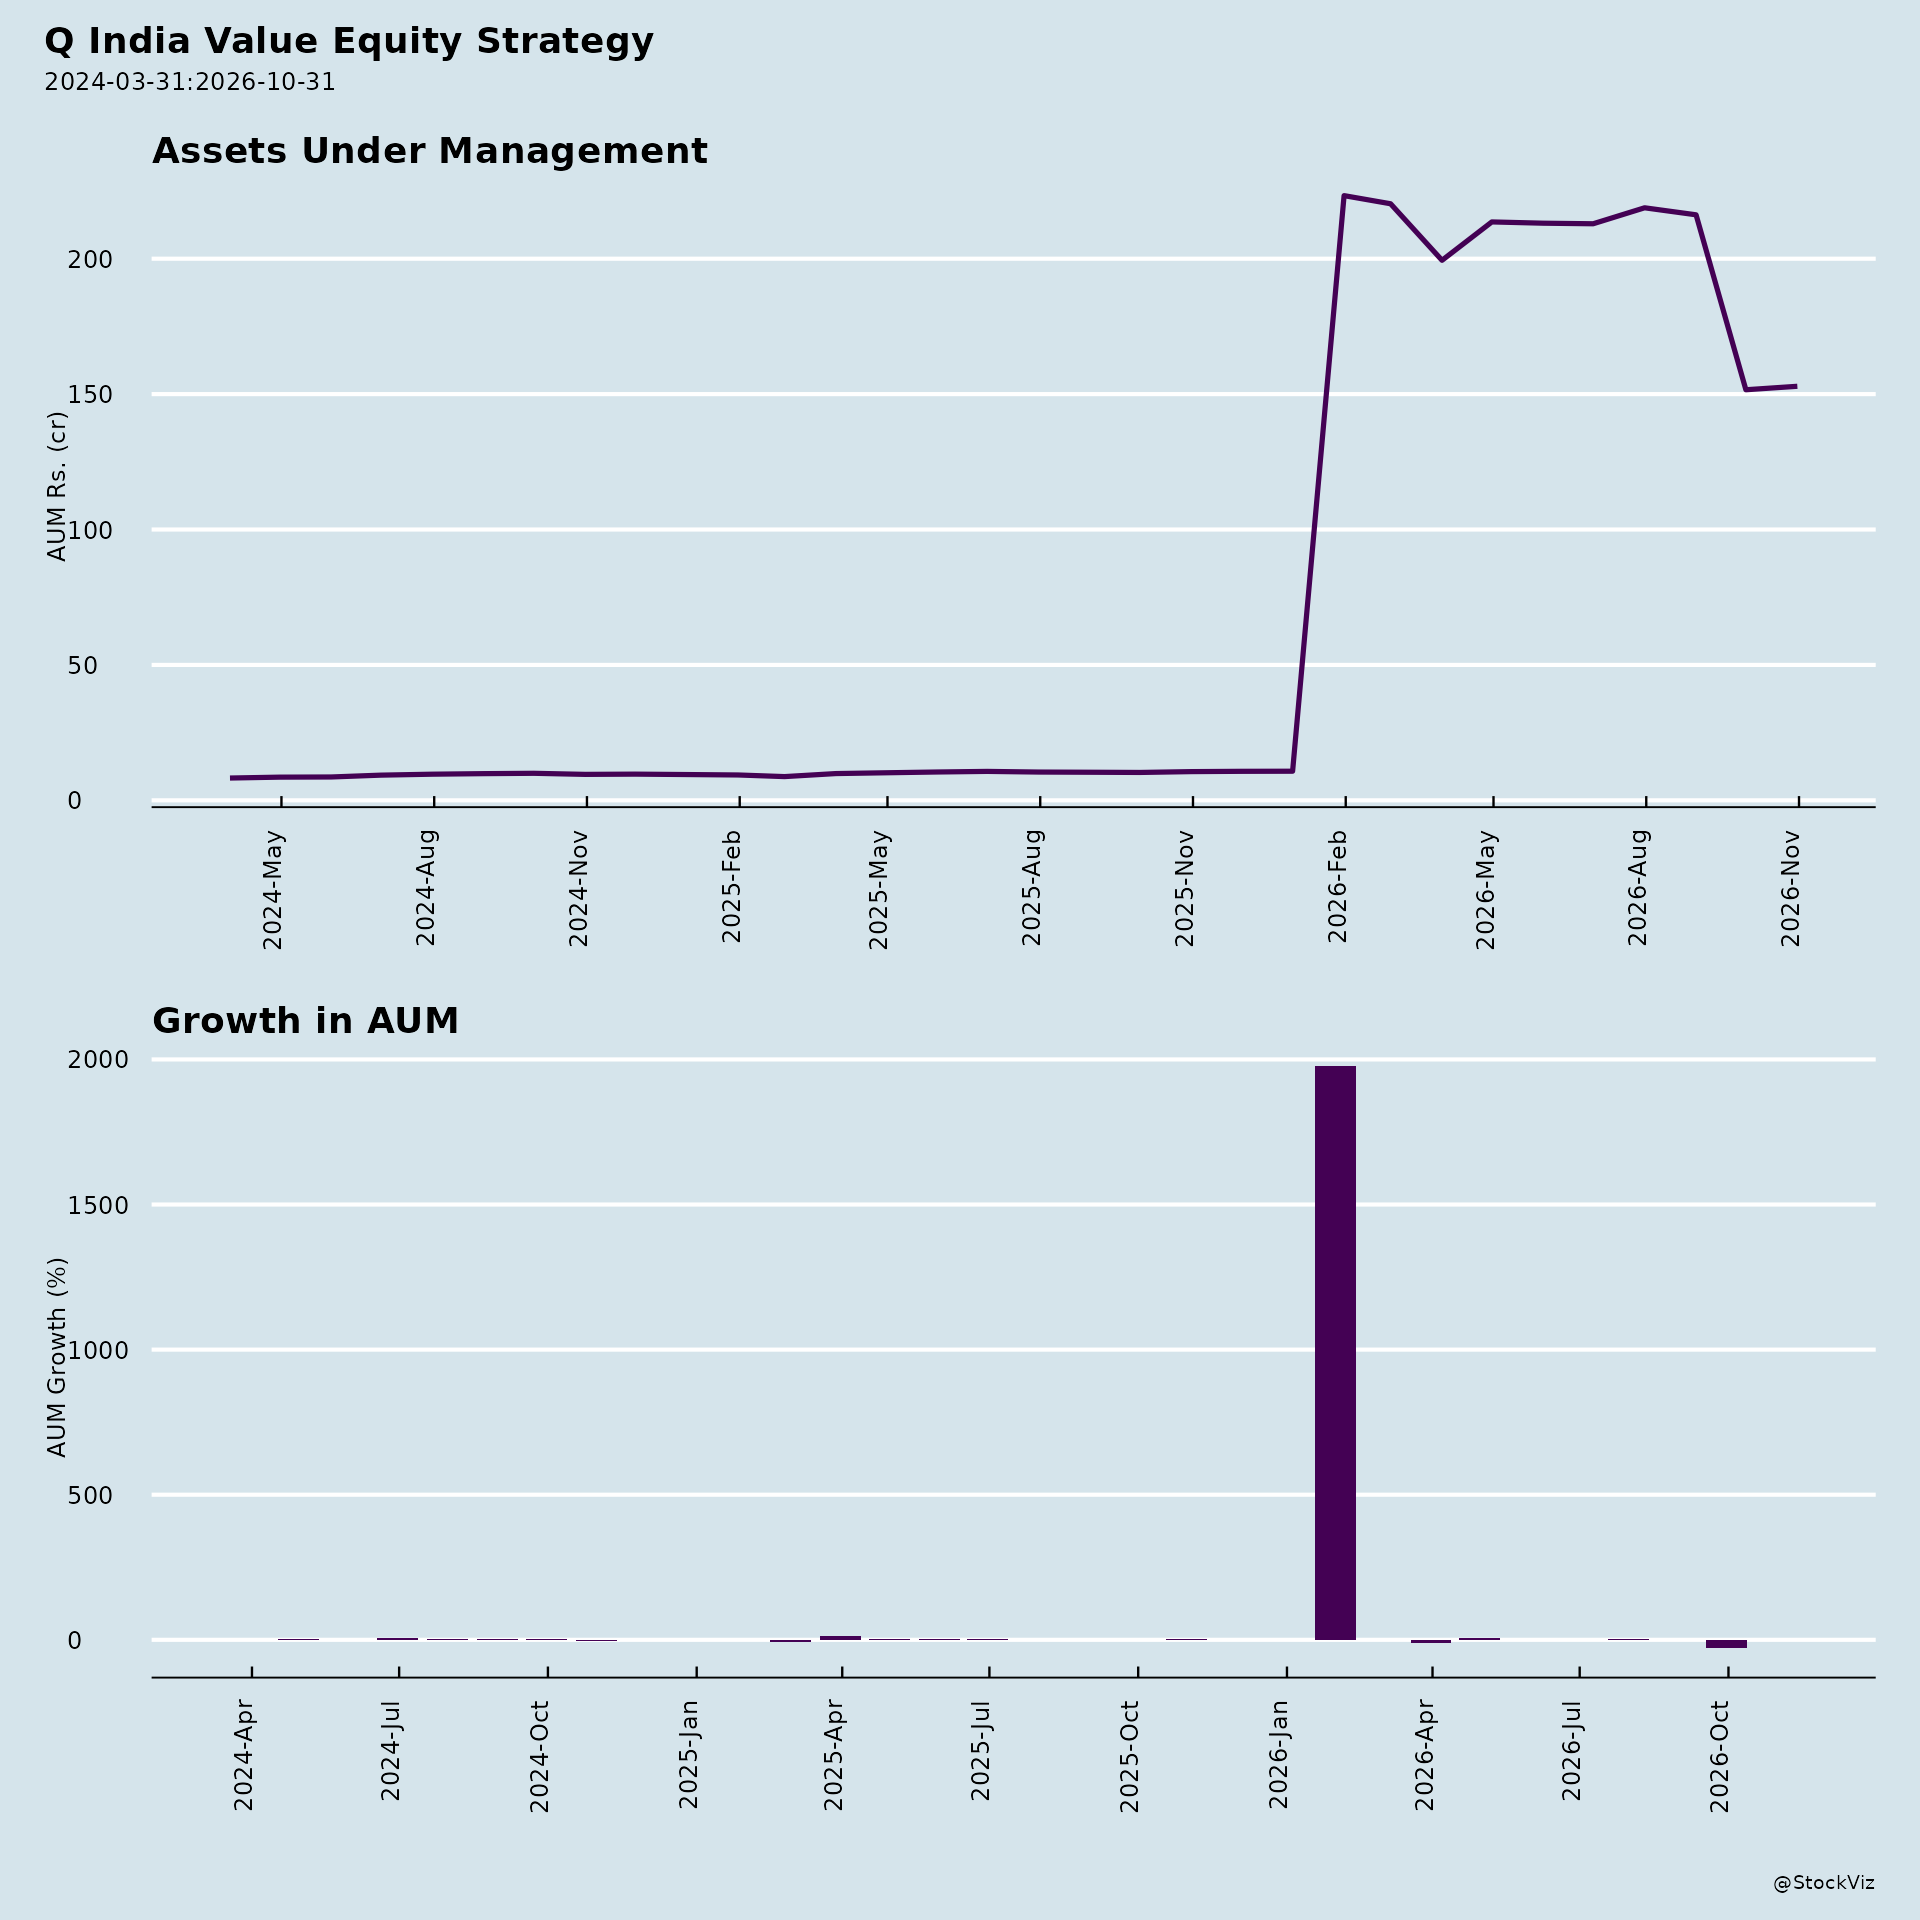 Q India Value Equity Strategy
2024-03-31:2026-10-31
Assets Under Management
AUM Rs. (cr)
200
150
100
50
0
2024-May
2024-Aug
2024-Nov
2025-Feb
2025-May
2025-Aug
2025-Nov
2026-Feb
2026-May
2026-Aug
2026-Nov
Growth in AUM
AUM Growth (%)
2000
1500
1000
500
0
2024-Apr
2024-Jul
2024-Oct
2025-Jan
2025-Apr
2025-Jul
2025-Oct
2026-Jan
2026-Apr
2026-Jul
2026-Oct
@StockViz